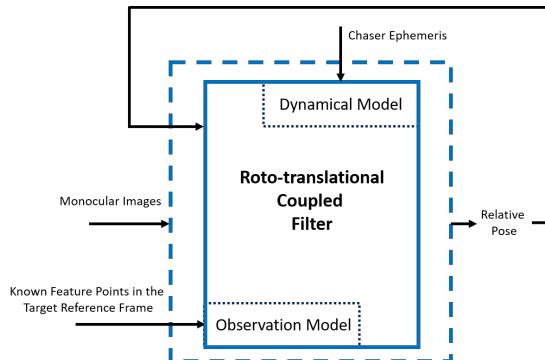 Chaser Ephemeris
Dynamical Model
Roto-translational
Coupled
Filter
Monocular Images
Relative
Pose
Known Feature Points in the
Target Reference Frame
Observation Model